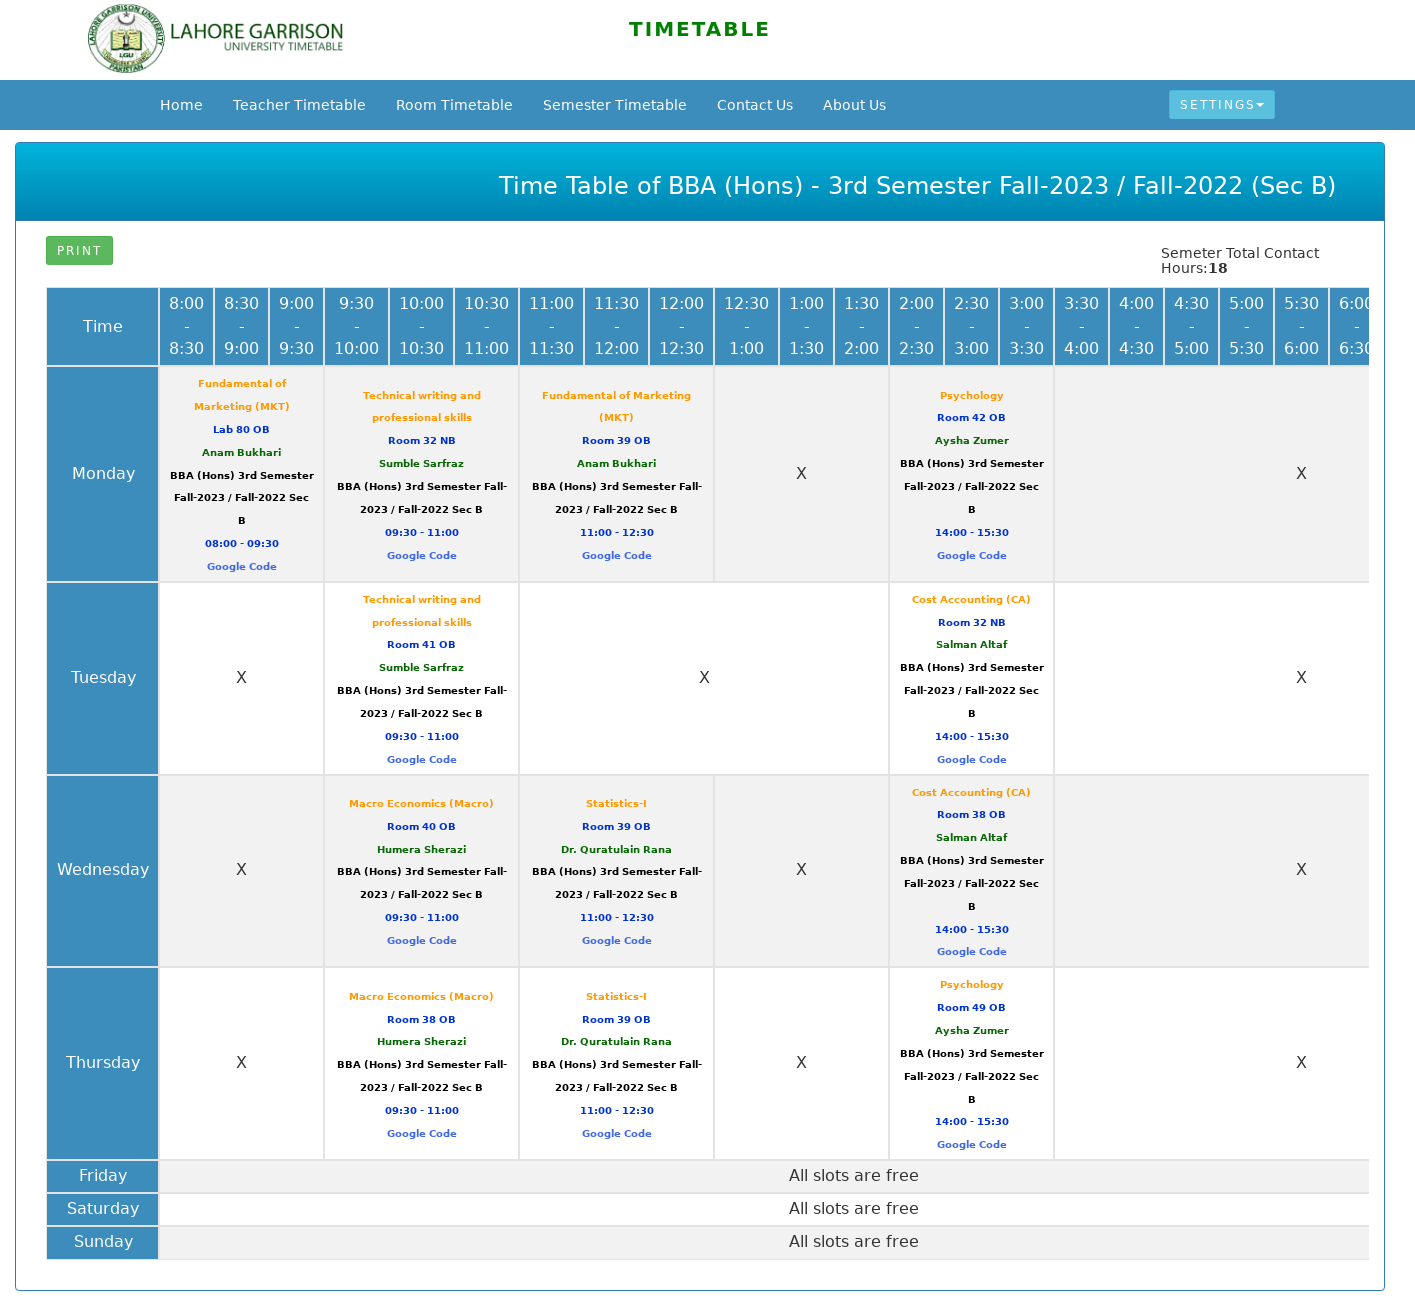 LAHORE GARRISON
UNIVERSITY TIMETABLE
LAHORE GARRISON UNIVERSITY
LGU
PAKISTAN
TIMETABLE
Home Teacher Timetable Room Timetable Semester Timetable Contact Us About Us SETTINGS
Time Table of BBA (Hons) - 3rd Semester Fall-2023 / Fall-2022 (Sec B)
PRINT
Semeter Total Contact
Hours:18
Time
8:00 - 8:30
8:30 - 9:00
9:00 - 9:30
9:30 - 10:00
10:00 - 10:30
10:30 - 11:00
11:00 - 11:30
11:30 - 12:00
12:00 - 12:30
12:30 - 1:00
1:00 - 1:30
1:30 - 2:00
2:00 - 2:30
2:30 - 3:00
3:00 - 3:30
3:30 - 4:00
4:00 - 4:30
4:30 - 5:00
5:00 - 5:30
5:30 - 6:00
6:00 - 6:30
Monday
Fundamental of
Marketing (MKT)
Lab 80 OB
Anam Bukhari
BBA (Hons) 3rd Semester
Fall-2023 / Fall-2022 Sec
B
08:00 - 09:30
Google Code
Technical writing and
professional skills
Room 32 NB
Sumble Sarfraz
BBA (Hons) 3rd Semester Fall-
2023 / Fall-2022 Sec B
09:30 - 11:00
Google Code
Fundamental of Marketing
(MKT)
Room 39 OB
Anam Bukhari
BBA (Hons) 3rd Semester Fall-
2023 / Fall-2022 Sec B
11:00 - 12:30
Google Code
X
Psychology
Room 42 OB
Aysha Zumer
BBA (Hons) 3rd Semester
Fall-2023 / Fall-2022 Sec
B
14:00 - 15:30
Google Code
X
Tuesday
X
Technical writing and
professional skills
Room 41 OB
Sumble Sarfraz
BBA (Hons) 3rd Semester Fall-
2023 / Fall-2022 Sec B
09:30 - 11:00
Google Code
X
Cost Accounting (CA)
Room 32 NB
Salman Altaf
BBA (Hons) 3rd Semester
Fall-2023 / Fall-2022 Sec
B
14:00 - 15:30
Google Code
X
Wednesday
X
Macro Economics (Macro)
Room 40 OB
Humera Sherazi
BBA (Hons) 3rd Semester Fall-
2023 / Fall-2022 Sec B
09:30 - 11:00
Google Code
Statistics-I
Room 39 OB
Dr. Quratulain Rana
BBA (Hons) 3rd Semester Fall-
2023 / Fall-2022 Sec B
11:00 - 12:30
Google Code
X
Cost Accounting (CA)
Room 38 OB
Salman Altaf
BBA (Hons) 3rd Semester
Fall-2023 / Fall-2022 Sec
B
14:00 - 15:30
Google Code
X
Thursday
X
Macro Economics (Macro)
Room 38 OB
Humera Sherazi
BBA (Hons) 3rd Semester Fall-
2023 / Fall-2022 Sec B
09:30 - 11:00
Google Code
Statistics-I
Room 39 OB
Dr. Quratulain Rana
BBA (Hons) 3rd Semester Fall-
2023 / Fall-2022 Sec B
11:00 - 12:30
Google Code
X
Psychology
Room 49 OB
Aysha Zumer
BBA (Hons) 3rd Semester
Fall-2023 / Fall-2022 Sec
B
14:00 - 15:30
Google Code
X
Friday
All slots are free
Saturday
All slots are free
Sunday
All slots are free